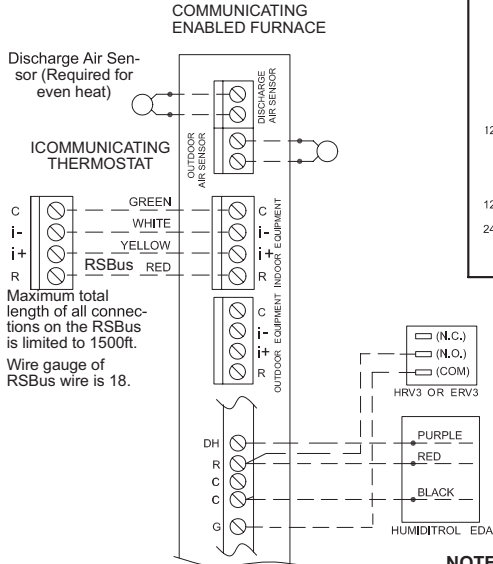 COMMUNICATING
ENABLED FURNACE
Discharge Air Sen-
sor (Required for
even heat)
DISCHARGE
AIR SENSOR
OUTDOOR
AIR SENSOR
ICOMMUNICATING
THERMOSTAT
C
i-
i+
R
GREEN
WHITE
YELLOW
RSBus RED
C
i-
i+
R
INDOOR EQUIPMENT
Maximum total
length of all connec-
tions on the RSBus
is limited to 1500ft.
Wire gauge of
RSBus wire is 18.
C
i-
i+
R
OUTDOOR EQUIPMENT
12
12
24
(N.C.)
(N.O.)
(COM)
HRV3 OR ERV3
DH
R
C
C
G
PURPLE
RED
BLACK
HUMIDITROL EDA
NOTE